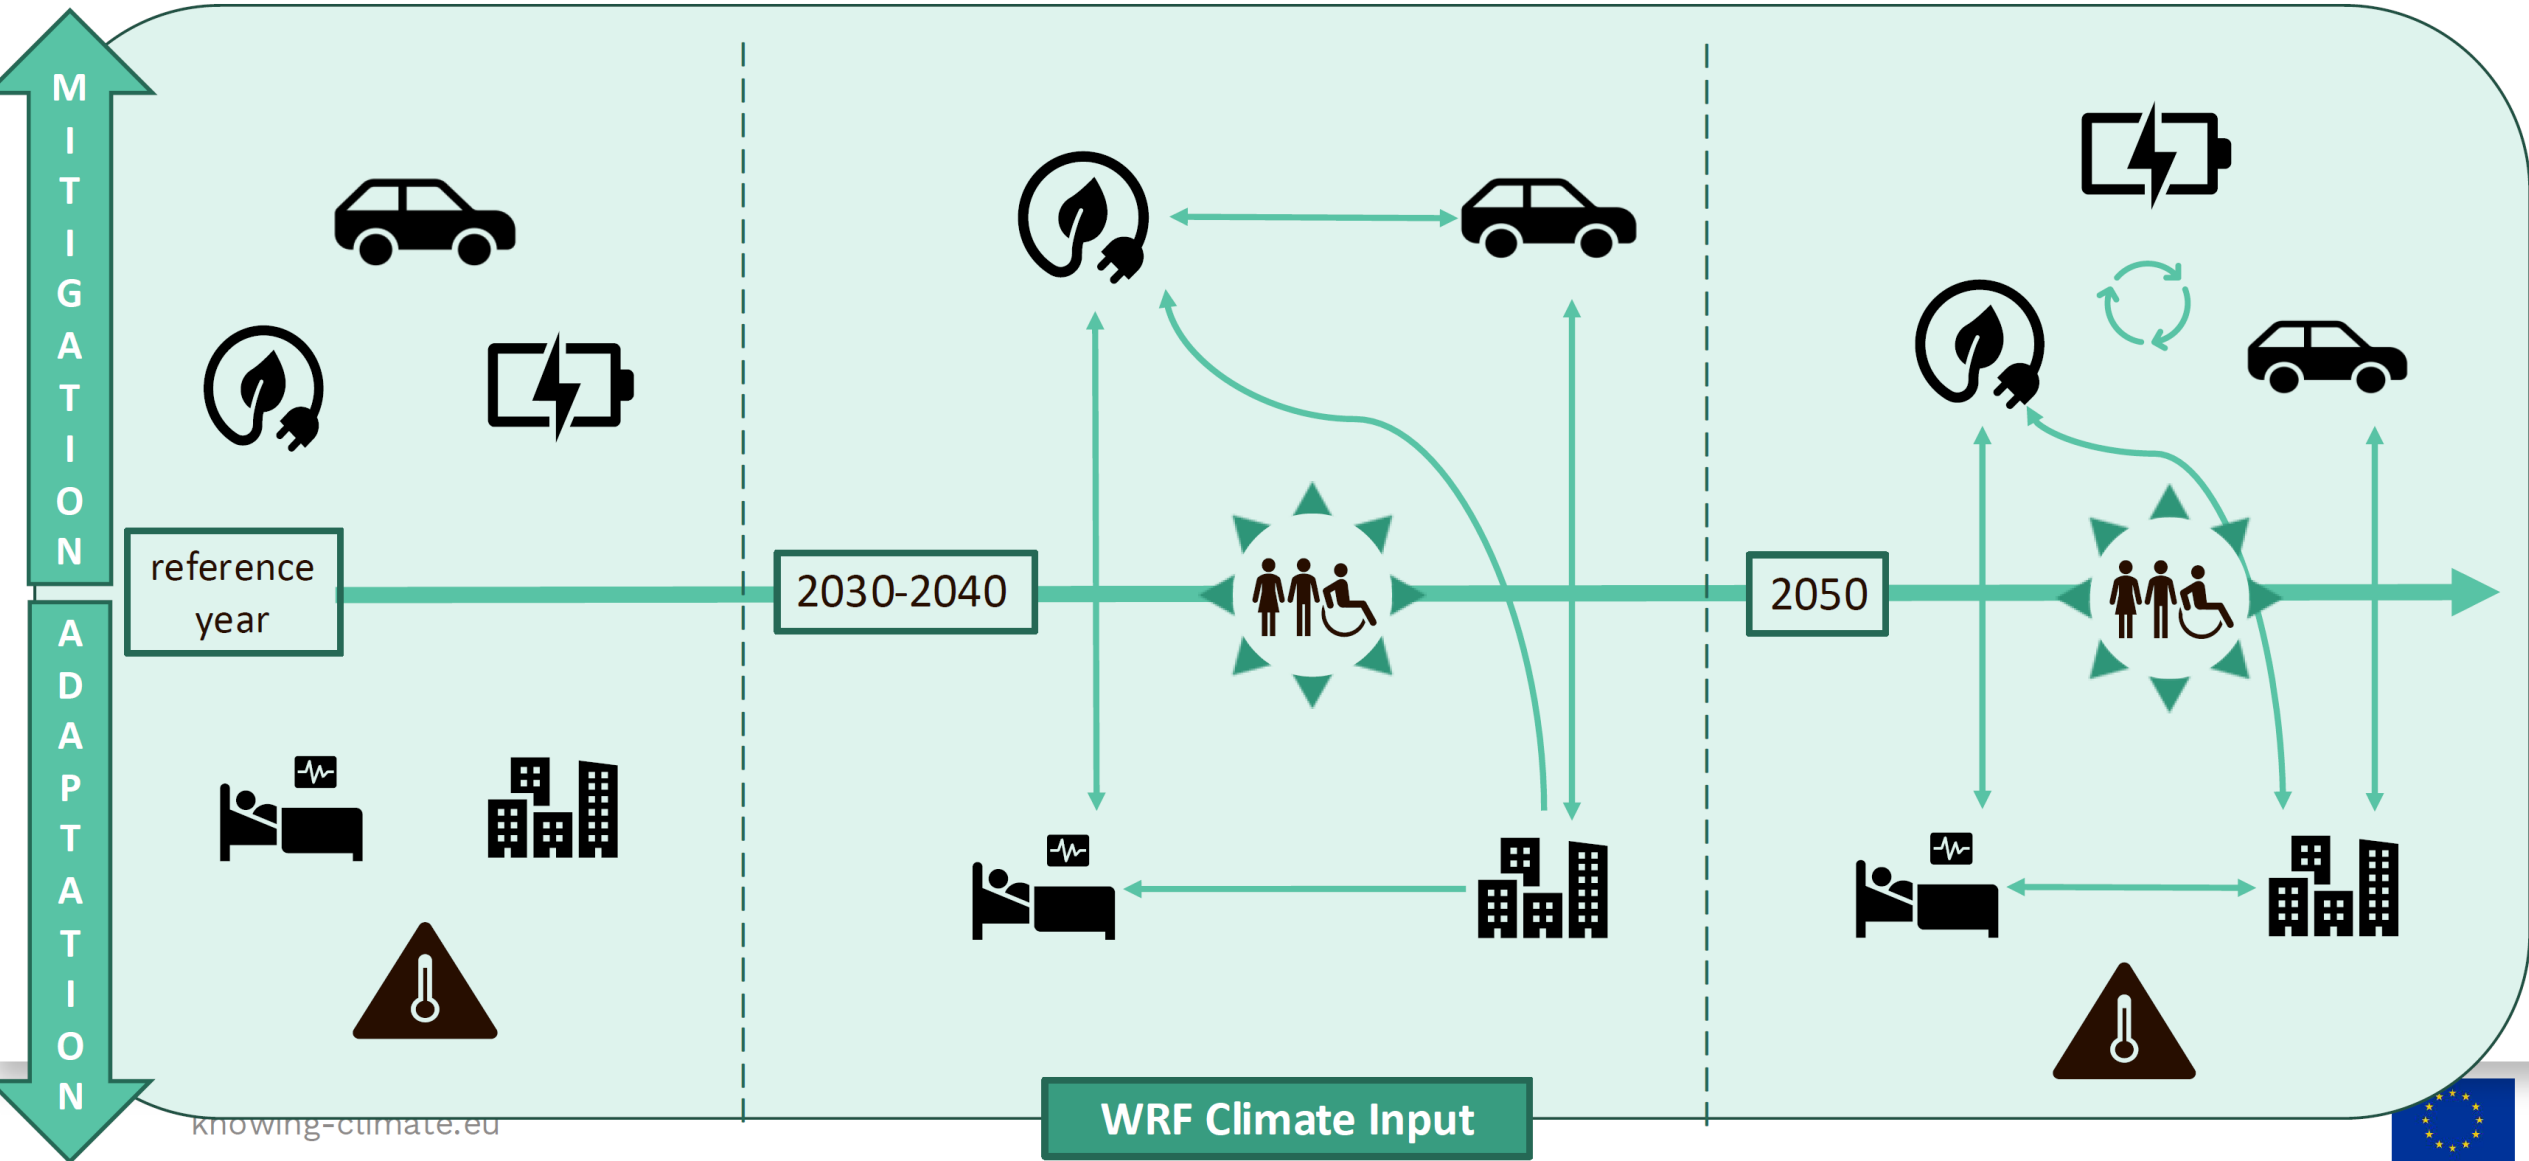 MITIGATION
ADAPTATION
reference
year
2030-2040
2050
WRF Climate Input
knowing-climate.eu